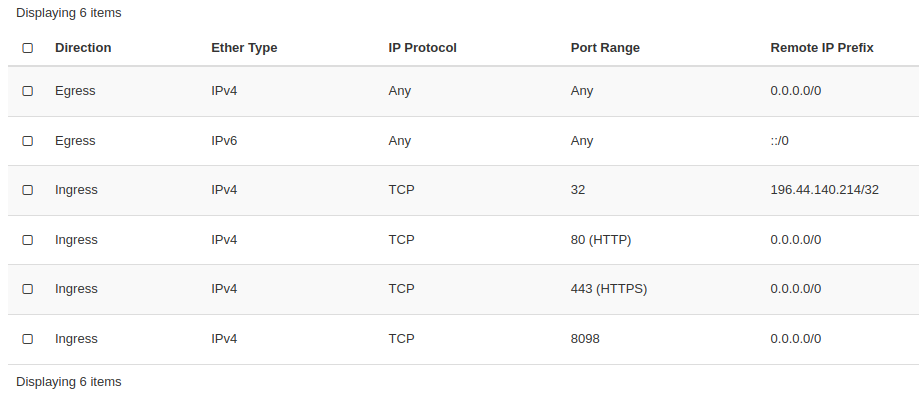 Displaying 6 items
Direction Ether Type IP Protocol Port Range Remote IP Prefix
Egress IPv4 Any Any 0.0.0.0/0
Egress IPv6 Any Any ::/0
Ingress IPv4 TCP 32 196.44.140.214/32
Ingress IPv4 TCP 80 (HTTP) 0.0.0.0/0
Ingress IPv4 TCP 443 (HTTPS) 0.0.0.0/0
Ingress IPv4 TCP 8098 0.0.0.0/0
Displaying 6 items